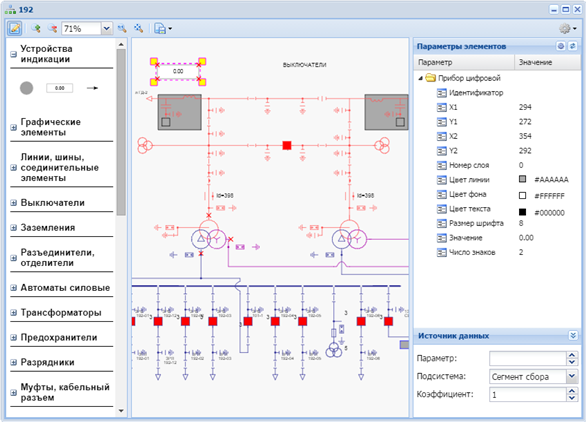 192
71%
Устройства
индикации
0.00
Графические
элементы
Линии, шины,
соединительные
элементы
Выключатели
Заземления
Разъединители,
отделители
Автоматы силовые
Трансформаторы
Предохранители
Разрядники
Муфты, кабельный
разъем
0.00
ВЫКЛЮЧАТЕЛИ
Параметры элементов
Параметр Значение
Прибор цифровой
Идентификатор
X1 294
Y1 272
X2 354
Y2 292
Номер слоя 0
Цвет линии #AAAAAA
Цвет фона #FFFFFF
Цвет текста #000000
Размер шрифта 8
Значение 0.00
Число знаков 2
Источник данных
Параметр:
Подсистема: Сегмент сбора
Коэффициент: 1